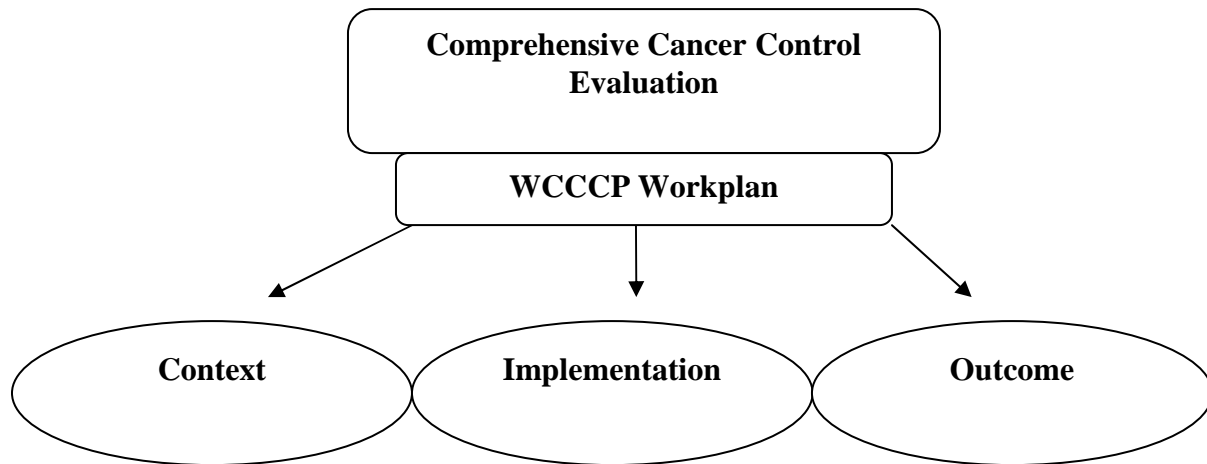 Comprehensive Cancer Control
Evaluation
WCCCP Workplan
Context
Implementation
Outcome